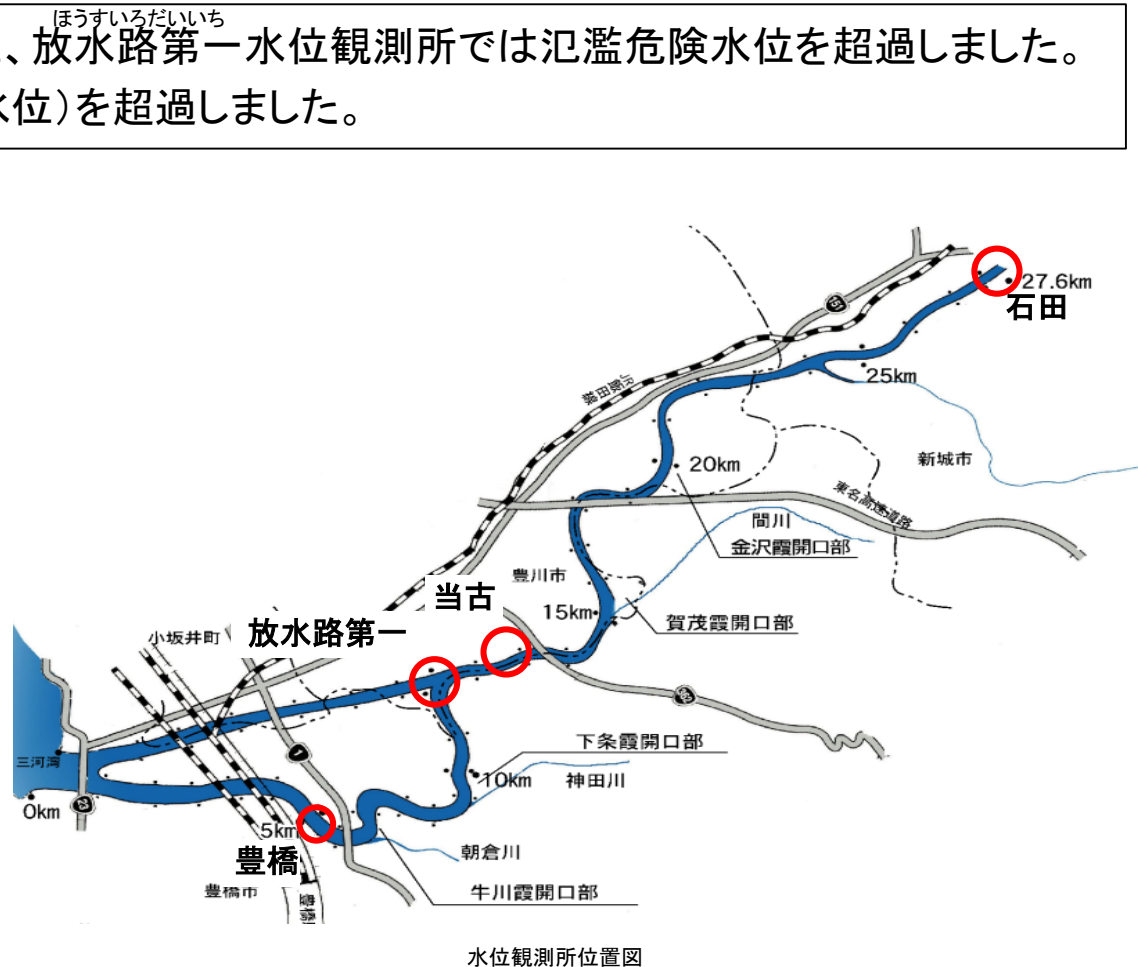 ほうすいろだいいち
、放水路第一水位観測所では氾濫危険水位を超過しました。
水位）を超過しました。
27.6km
石田
151
JR飯田線
25km
20km
新城市
東名高速道路
間川
金沢霞開口部
豊川市
当古
15km
賀茂霞開口部
小坂井町
放水路第一
下条霞開口部
三河湾
1
10km
神田川
0km
23
5km
豊橋
朝倉川
豊橋市
牛川霞開口部
水位観測所位置図